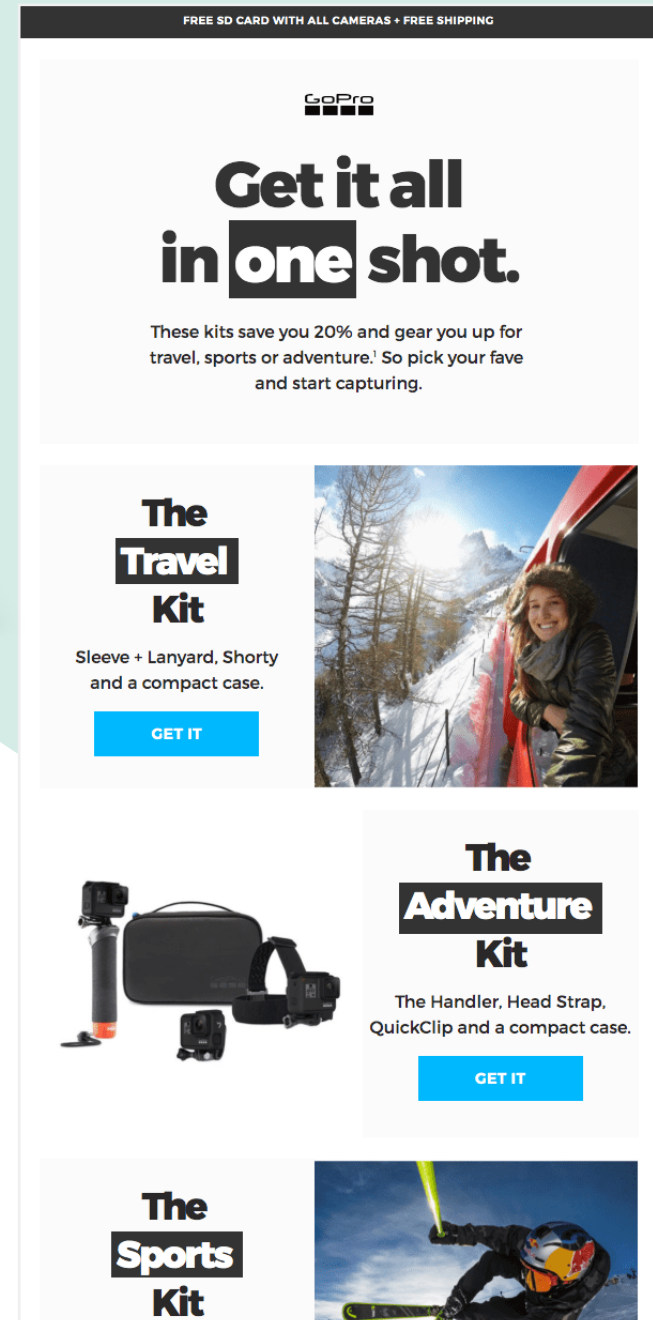 FREE SD CARD WITH ALL CAMERAS + FREE SHIPPING
GoPro
Get it all
in one shot.
These kits save you 20% and gear you up for
travel, sports or adventure.¹ So pick your fave
and start capturing.
The
Travel
Kit
Sleeve + Lanyard, Shorty
and a compact case.
GET IT
The
Adventure
Kit
The Handler, Head Strap,
QuickClip and a compact case.
GET IT
The
Sports
Kit